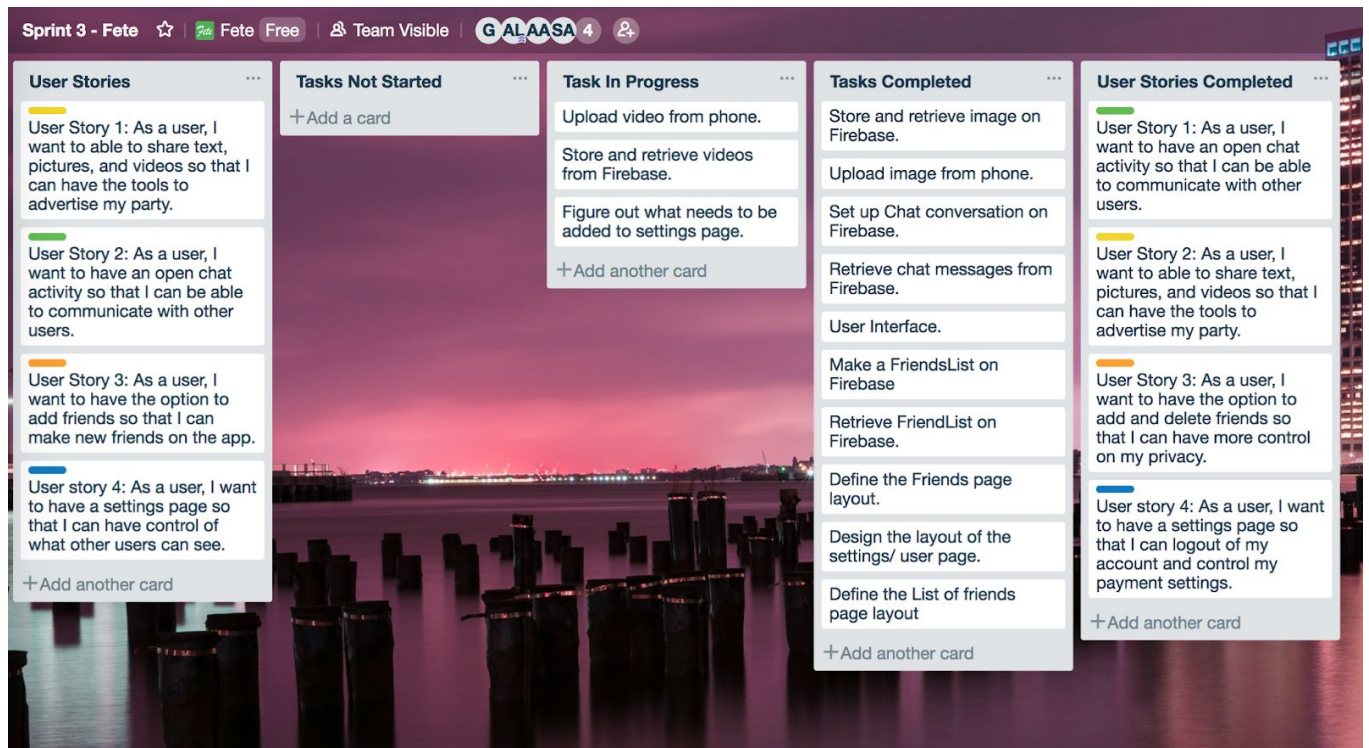 Sprint 3 - Fete
Fete
Fete Free
Team Visible
G AL AA SA 4
User Stories
User Story 1: As a user, I
want to able to share text,
pictures, and videos so that I
can have the tools to
advertise my party.
User Story 2: As a user, I
want to have an open chat
activity so that I can be able
to communicate with other
users.
User Story 3: As a user, I
want to have the option to
add friends so that I can
make new friends on the app.
User story 4: As a user, I want
to have a settings page so
that I can have control of
what other users can see.
+Add another card
Tasks Not Started
+Add a card
Task In Progress
Upload video from phone.
Store and retrieve videos
from Firebase.
Figure out what needs to be
added to settings page.
+Add another card
Tasks Completed
Store and retrieve image on
Firebase.
Upload image from phone.
Set up Chat conversation on
Firebase.
Retrieve chat messages from
Firebase.
User Interface.
Make a FriendsList on
Firebase
Retrieve FriendList on
Firebase.
Define the Friends page
layout.
Design the layout of the
settings/ user page.
Define the List of friends
page layout
+Add another card
User Stories Completed
User Story 1: As a user, I
want to have an open chat
activity so that I can be able
to communicate with other
users.
User Story 2: As a user, I
want to able to share text,
pictures, and videos so that I
can have the tools to
advertise my party.
User Story 3: As a user, I
want to have the option to
add and delete friends so
that I can have more control
on my privacy.
User story 4: As a user, I want
to have a settings page so
that I can logout of my
account and control my
payment settings.
+Add another card